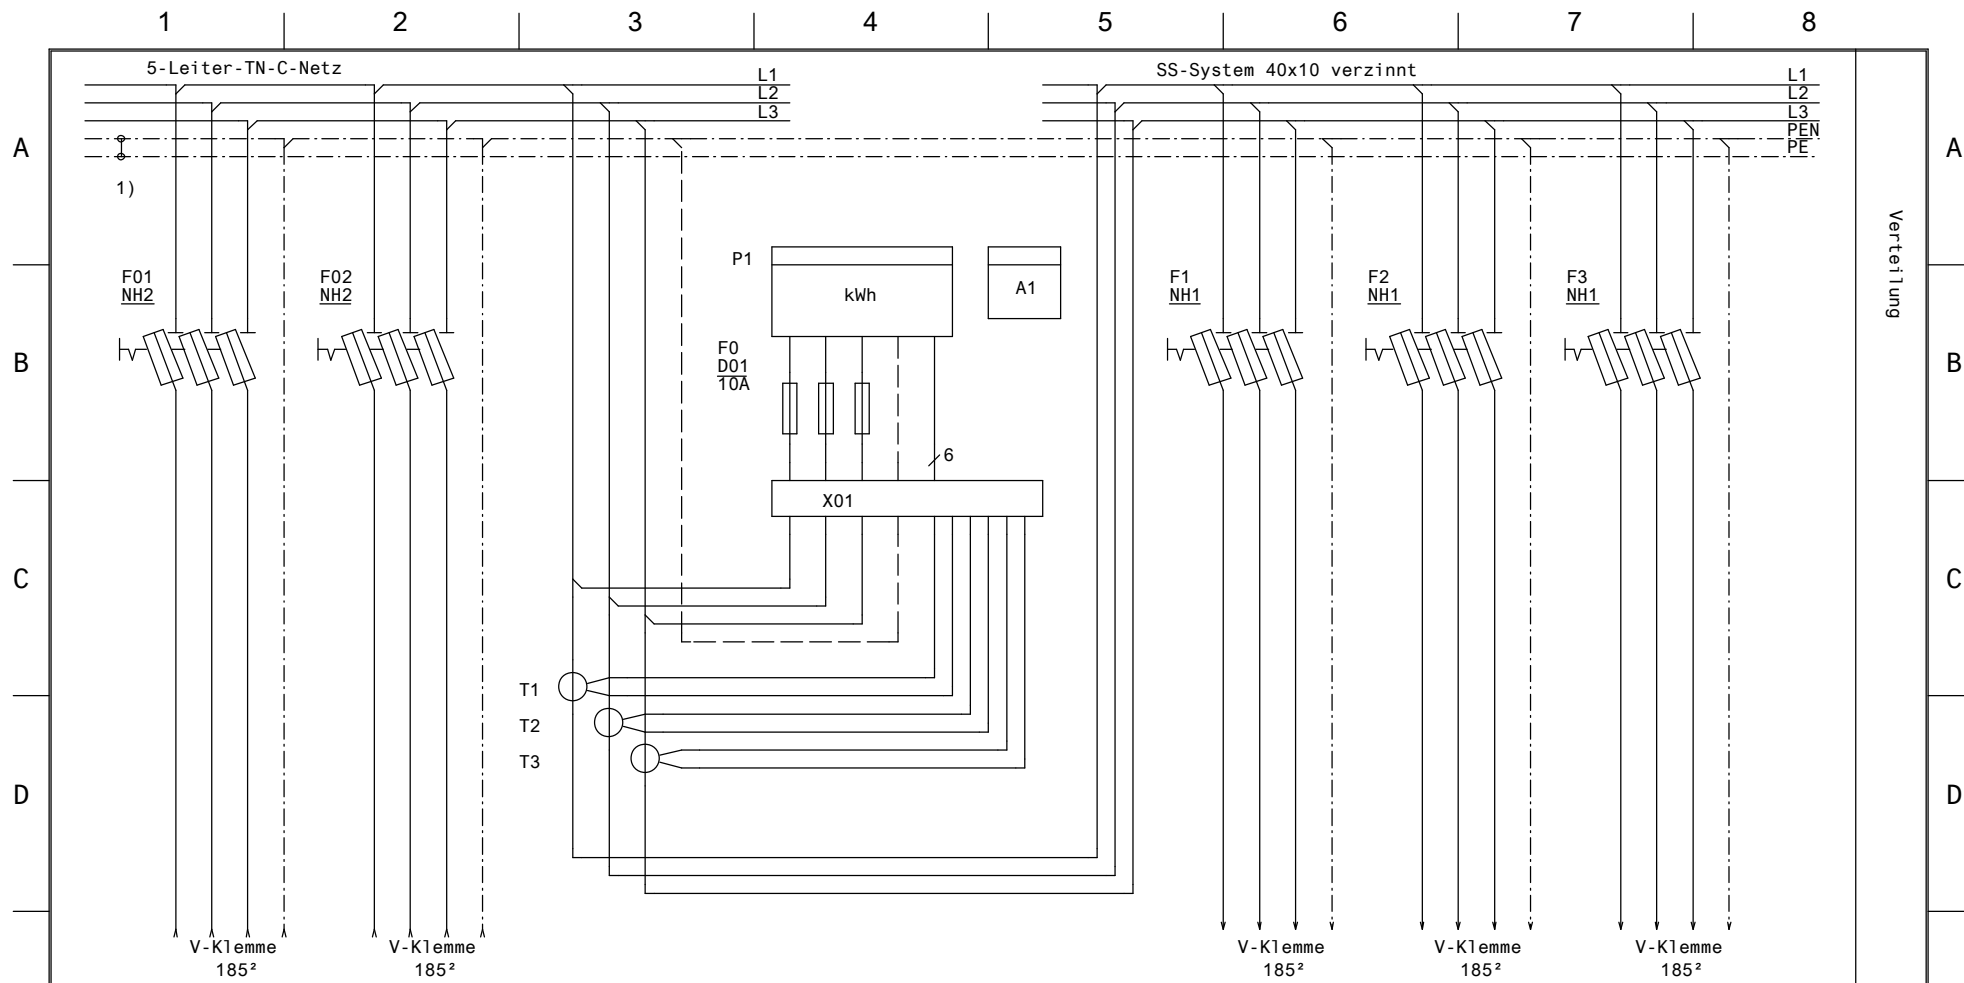 1 2 3 4 5 6 7 8
5-Leiter-TN-C-Netz
SS-System 40x10 verzinnt
L1
L2
L3
L1
L2
L3
PEN
PE
A
A
1)
Verteilung
P1
kWh
A1
F01
NH2
F02
NH2
F1
NH1
F2
NH1
F3
NH1
B
B
F0
D01
10A
6
X01
C
C
T1
T2
T3
D
D
V-Klemme
185²
V-Klemme
185²
V-Klemme
185²
V-Klemme
185²
V-Klemme
185²